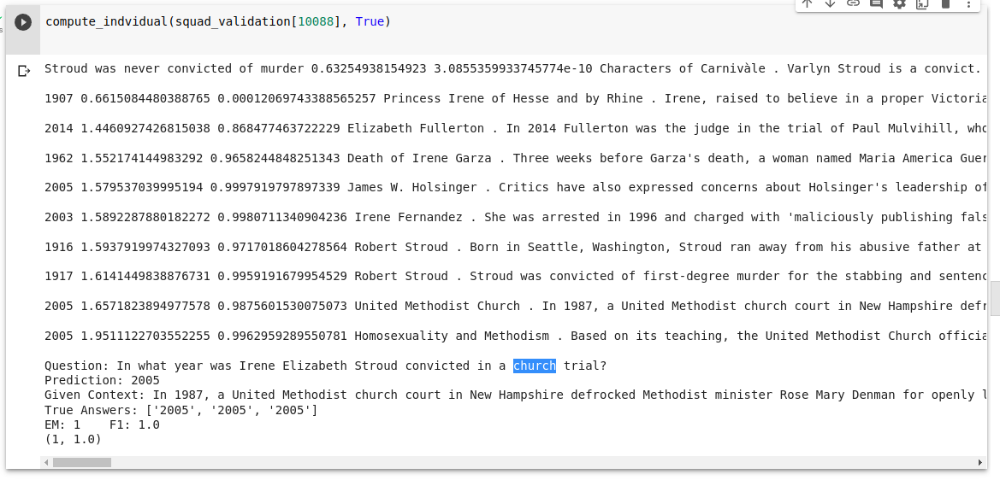 compute_indvidual(squad_validation[10088], True)
Stroud was never convicted of murder 0.63254938154923 3.0855359933745774e-10 Characters of Carnivàle . Varlyn Stroud is a convict.
1907 0.6615084480388765 0.00012069743388565257 Princess Irene of Hesse and by Rhine . Irene, raised to believe in a proper Victoria
2014 1.4460927426815038 0.868477463722229 Elizabeth Fullerton . In 2014 Fullerton was the judge in the trial of Paul Mulvihill, who
1962 1.552174144983292 0.9658244848251343 Death of Irene Garza . Three weeks before Garza's death, a woman named Maria America Guer
2005 1.579537039995194 0.9997919797897339 James W. Holsinger . Critics have also expressed concerns about Holsinger's leadership of
2003 1.5892287880182272 0.9980711340904236 Irene Fernandez . She was arrested in 1996 and charged with 'maliciously publishing fals
1916 1.5937919974327093 0.9717018604278564 Robert Stroud . Born in Seattle, Washington, Stroud ran away from his abusive father at
1917 1.6141449838876731 0.9959191679954529 Robert Stroud . Stroud was convicted of first-degree murder for the stabbing and sentenc
2005 1.6571823894977578 0.9875601530075073 United Methodist Church . In 1987, a United Methodist church court in New Hampshire defr
2005 1.9511122703552255 0.9962959289550781 Homosexuality and Methodism . Based on its teaching, the United Methodist Church officia
Question: In what year was Irene Elizabeth Stroud convicted in a church trial?
Prediction: 2005
Given Context: In 1987, a United Methodist church court in New Hampshire defrocked Methodist minister Rose Mary Denman for openly l
True Answers: ['2005', '2005', '2005']
EM: 1    F1: 1.0
(1, 1.0)